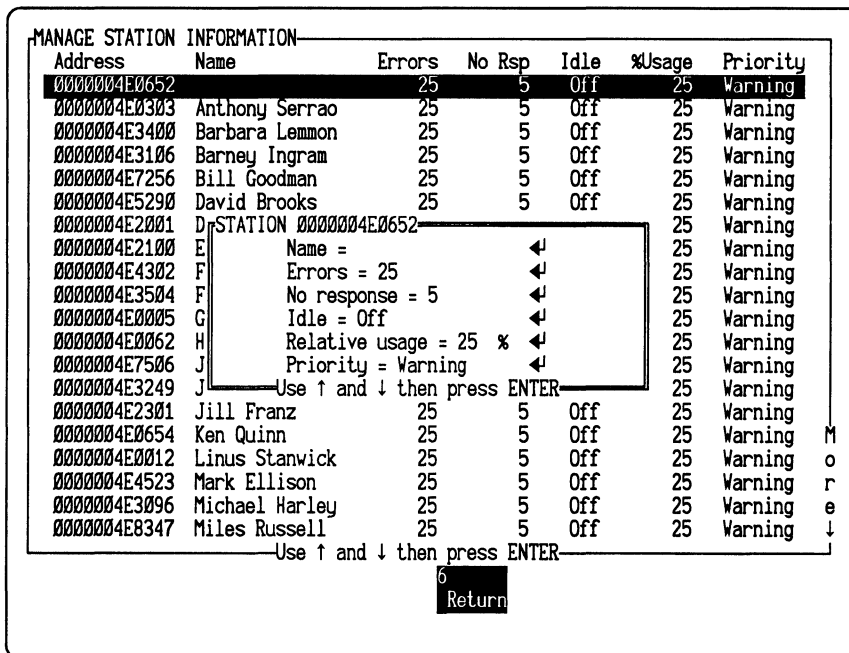 MANAGE STATION INFORMATION
Address Name Errors No Rsp Idle %Usage Priority
0000004E0652 25 5 Off 25 Warning
0000004E0303 Anthony Serrao 25 5 Off 25 Warning
0000004E3400 Barbara Lemmon 25 5 Off 25 Warning
0000004E3106 Barney Ingram 25 5 Off 25 Warning
0000004E7256 Bill Goodman 25 5 Off 25 Warning
0000004E5290 David Brooks 25 5 Off 25 Warning
0000004E2001 D STATION 0000004E0652 25 Warning
0000004E2100 E Name = ↵ 25 Warning
0000004E4302 F Errors = 25 ↵ 25 Warning
0000004E3504 F No response = 5 ↵ 25 Warning
0000004E0005 G Idle = Off ↵ 25 Warning
0000004E0062 H Relative usage = 25 % ↵ 25 Warning
0000004E7506 J Priority = Warning ↵ 25 Warning
0000004E3249 J Use ↑ and ↓ then press ENTER 25 Warning
0000004E2301 Jill Franz 25 5 Off 25 Warning
0000004E0654 Ken Quinn 25 5 Off 25 Warning
0000004E0012 Linus Stanwick 25 5 Off 25 Warning
0000004E4523 Mark Ellison 25 5 Off 25 Warning
0000004E3096 Michael Harley 25 5 Off 25 Warning
0000004E8347 Miles Russell 25 5 Off 25 Warning
More ↓
Use ↑ and ↓ then press ENTER
6
Return